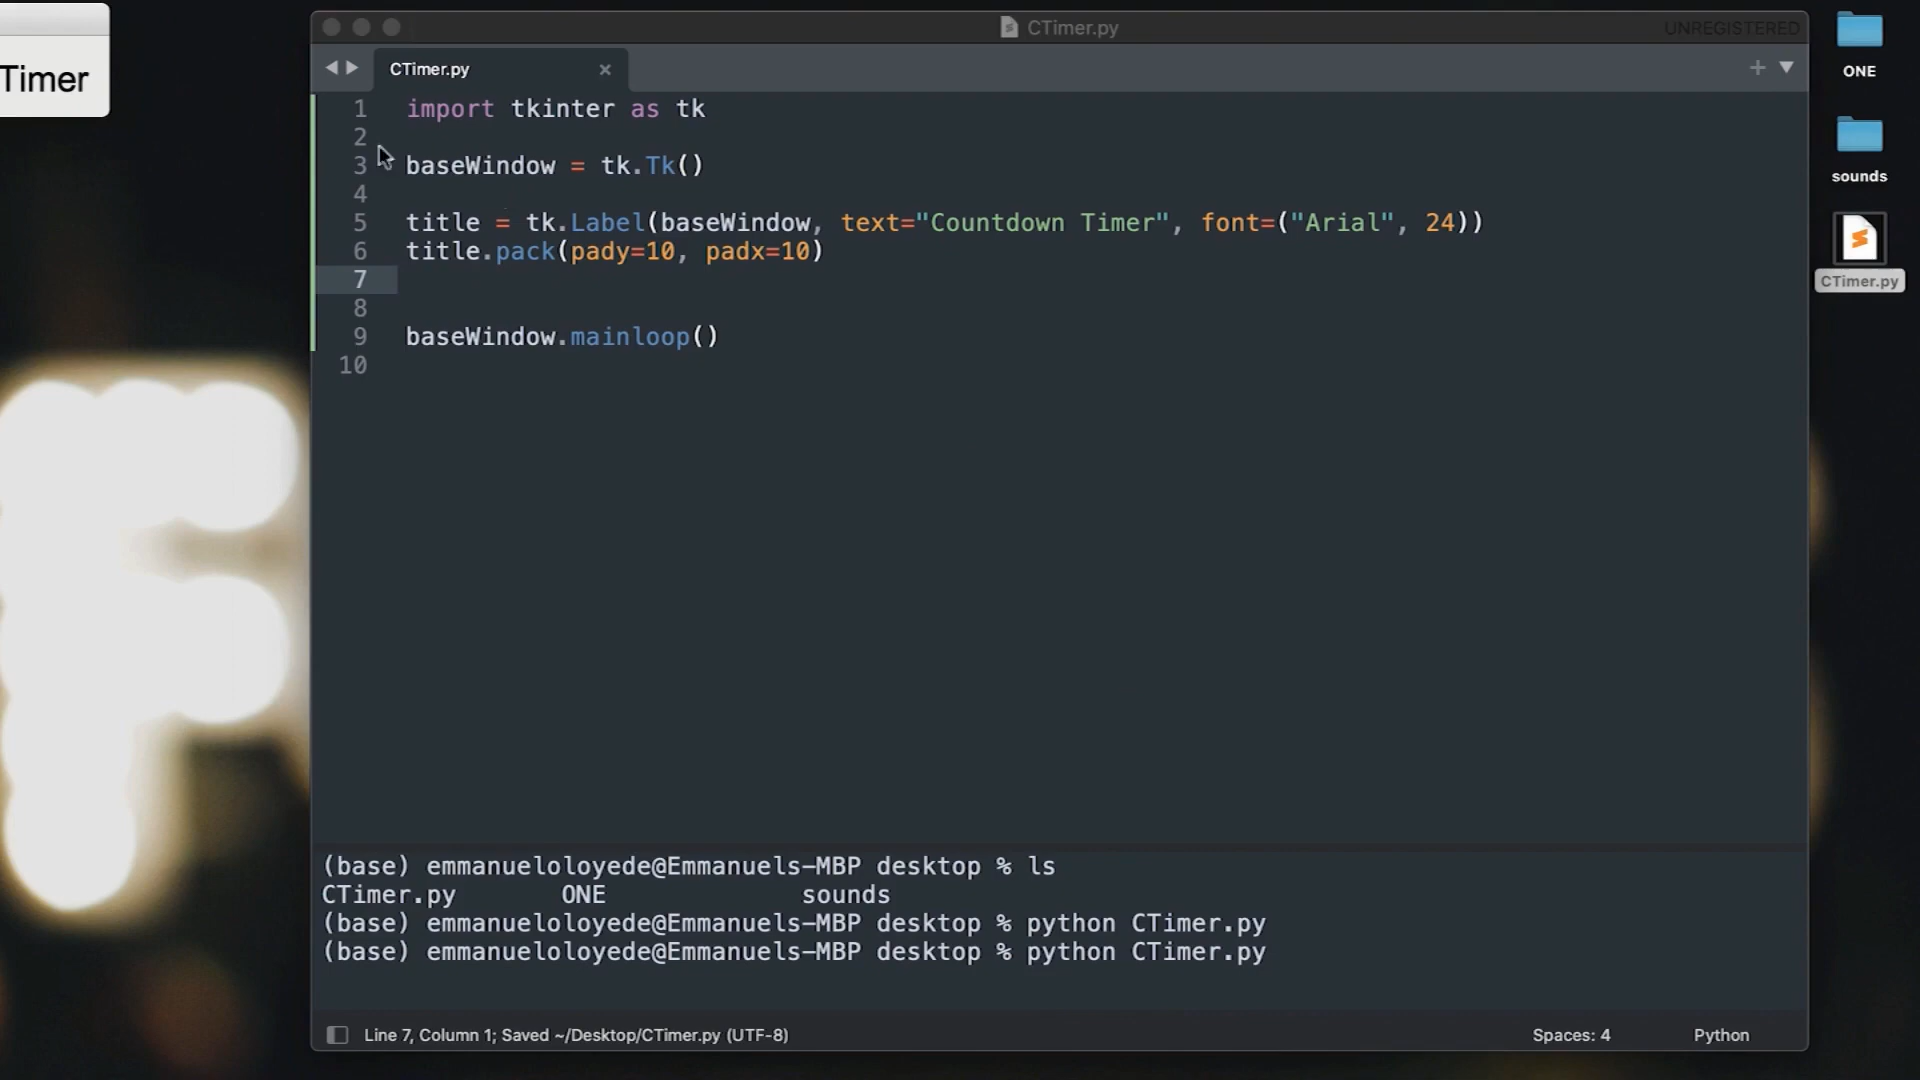 Timer
CTimer.py
UNREGISTERED
CTimer.py
1 import tkinter as tk
2
3 baseWindow = tk.Tk()
4
5 title = tk.Label(baseWindow, text="Countdown Timer", font=("Arial", 24))
6 title.pack(pady=10, padx=10)
7
8
9 baseWindow.mainloop()
10
(base) emmanueloloyede@Emmanuels-MBP desktop % ls
CTimer.py ONE sounds
(base) emmanueloloyede@Emmanuels-MBP desktop % python CTimer.py
(base) emmanueloloyede@Emmanuels-MBP desktop % python CTimer.py
Line 7, Column 1; Saved ~/Desktop/CTimer.py (UTF-8)
Spaces: 4
Python
ONE
sounds
CTimer.py